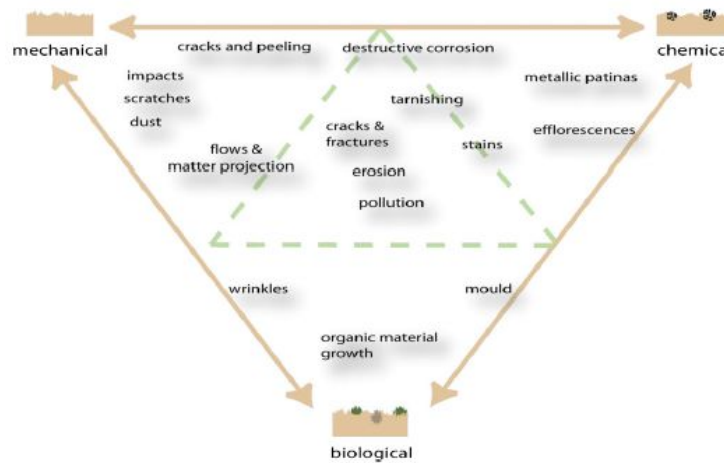 mechanical
chemical
cracks and peeling
destructive corrosion
impacts
scratches
dust
metallic patinas
tarnishing
efflorescences
cracks &
fractures
stains
flows &
matter projection
erosion
pollution
wrinkles
mould
organic material
growth
biological